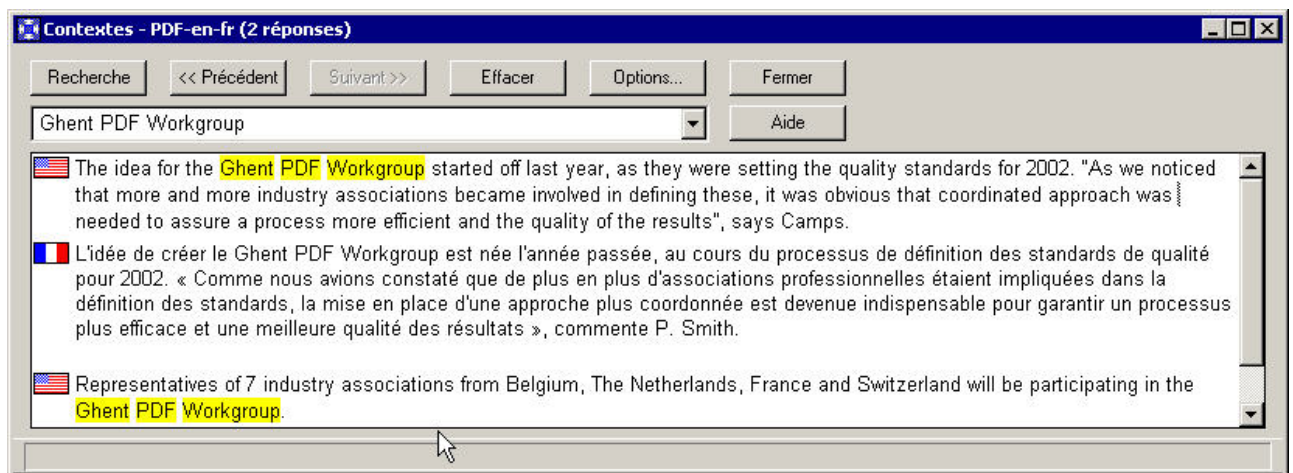 Contextes - PDF-en-fr (2 réponses)
Recherche << Précédent Suivant >> Effacer Options... Fermer
Ghent PDF Workgroup Aide
The idea for the Ghent PDF Workgroup started off last year, as they were setting the quality standards for 2002. "As we noticed
that more and more industry associations became involved in defining these, it was obvious that coordinated approach was
needed to assure a process more efficient and the quality of the results", says Camps.
L'idée de créer le Ghent PDF Workgroup est née l'année passée, au cours du processus de définition des standards de qualité
pour 2002. « Comme nous avions constaté que de plus en plus d'associations professionnelles étaient impliquées dans la
définition des standards, la mise en place d'une approche plus coordonnée est devenue indispensable pour garantir un processus
plus efficace et une meilleure qualité des résultats », commente P. Smith.
Representatives of 7 industry associations from Belgium, The Netherlands, France and Switzerland will be participating in the
Ghent PDF Workgroup.